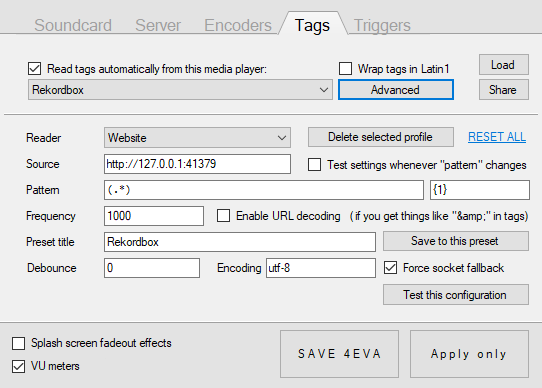 Soundcard Server Encoders Tags Triggers
Read tags automatically from this media player: Wrap tags in Latin1 Load
Rekordbox Advanced Share
Reader Website Delete selected profile RESET ALL
Source http://127.0.0.1:41379 Test settings whenever "pattern" changes
Pattern (.*) {1}
Frequency 1000 Enable URL decoding (if you get things like "&amp;" in tags)
Preset title Rekordbox Save to this preset
Debounce 0 Encoding utf-8 Force socket fallback
Test this configuration
Splash screen fadeout effects
VU meters
SAVE 4EVA Apply only